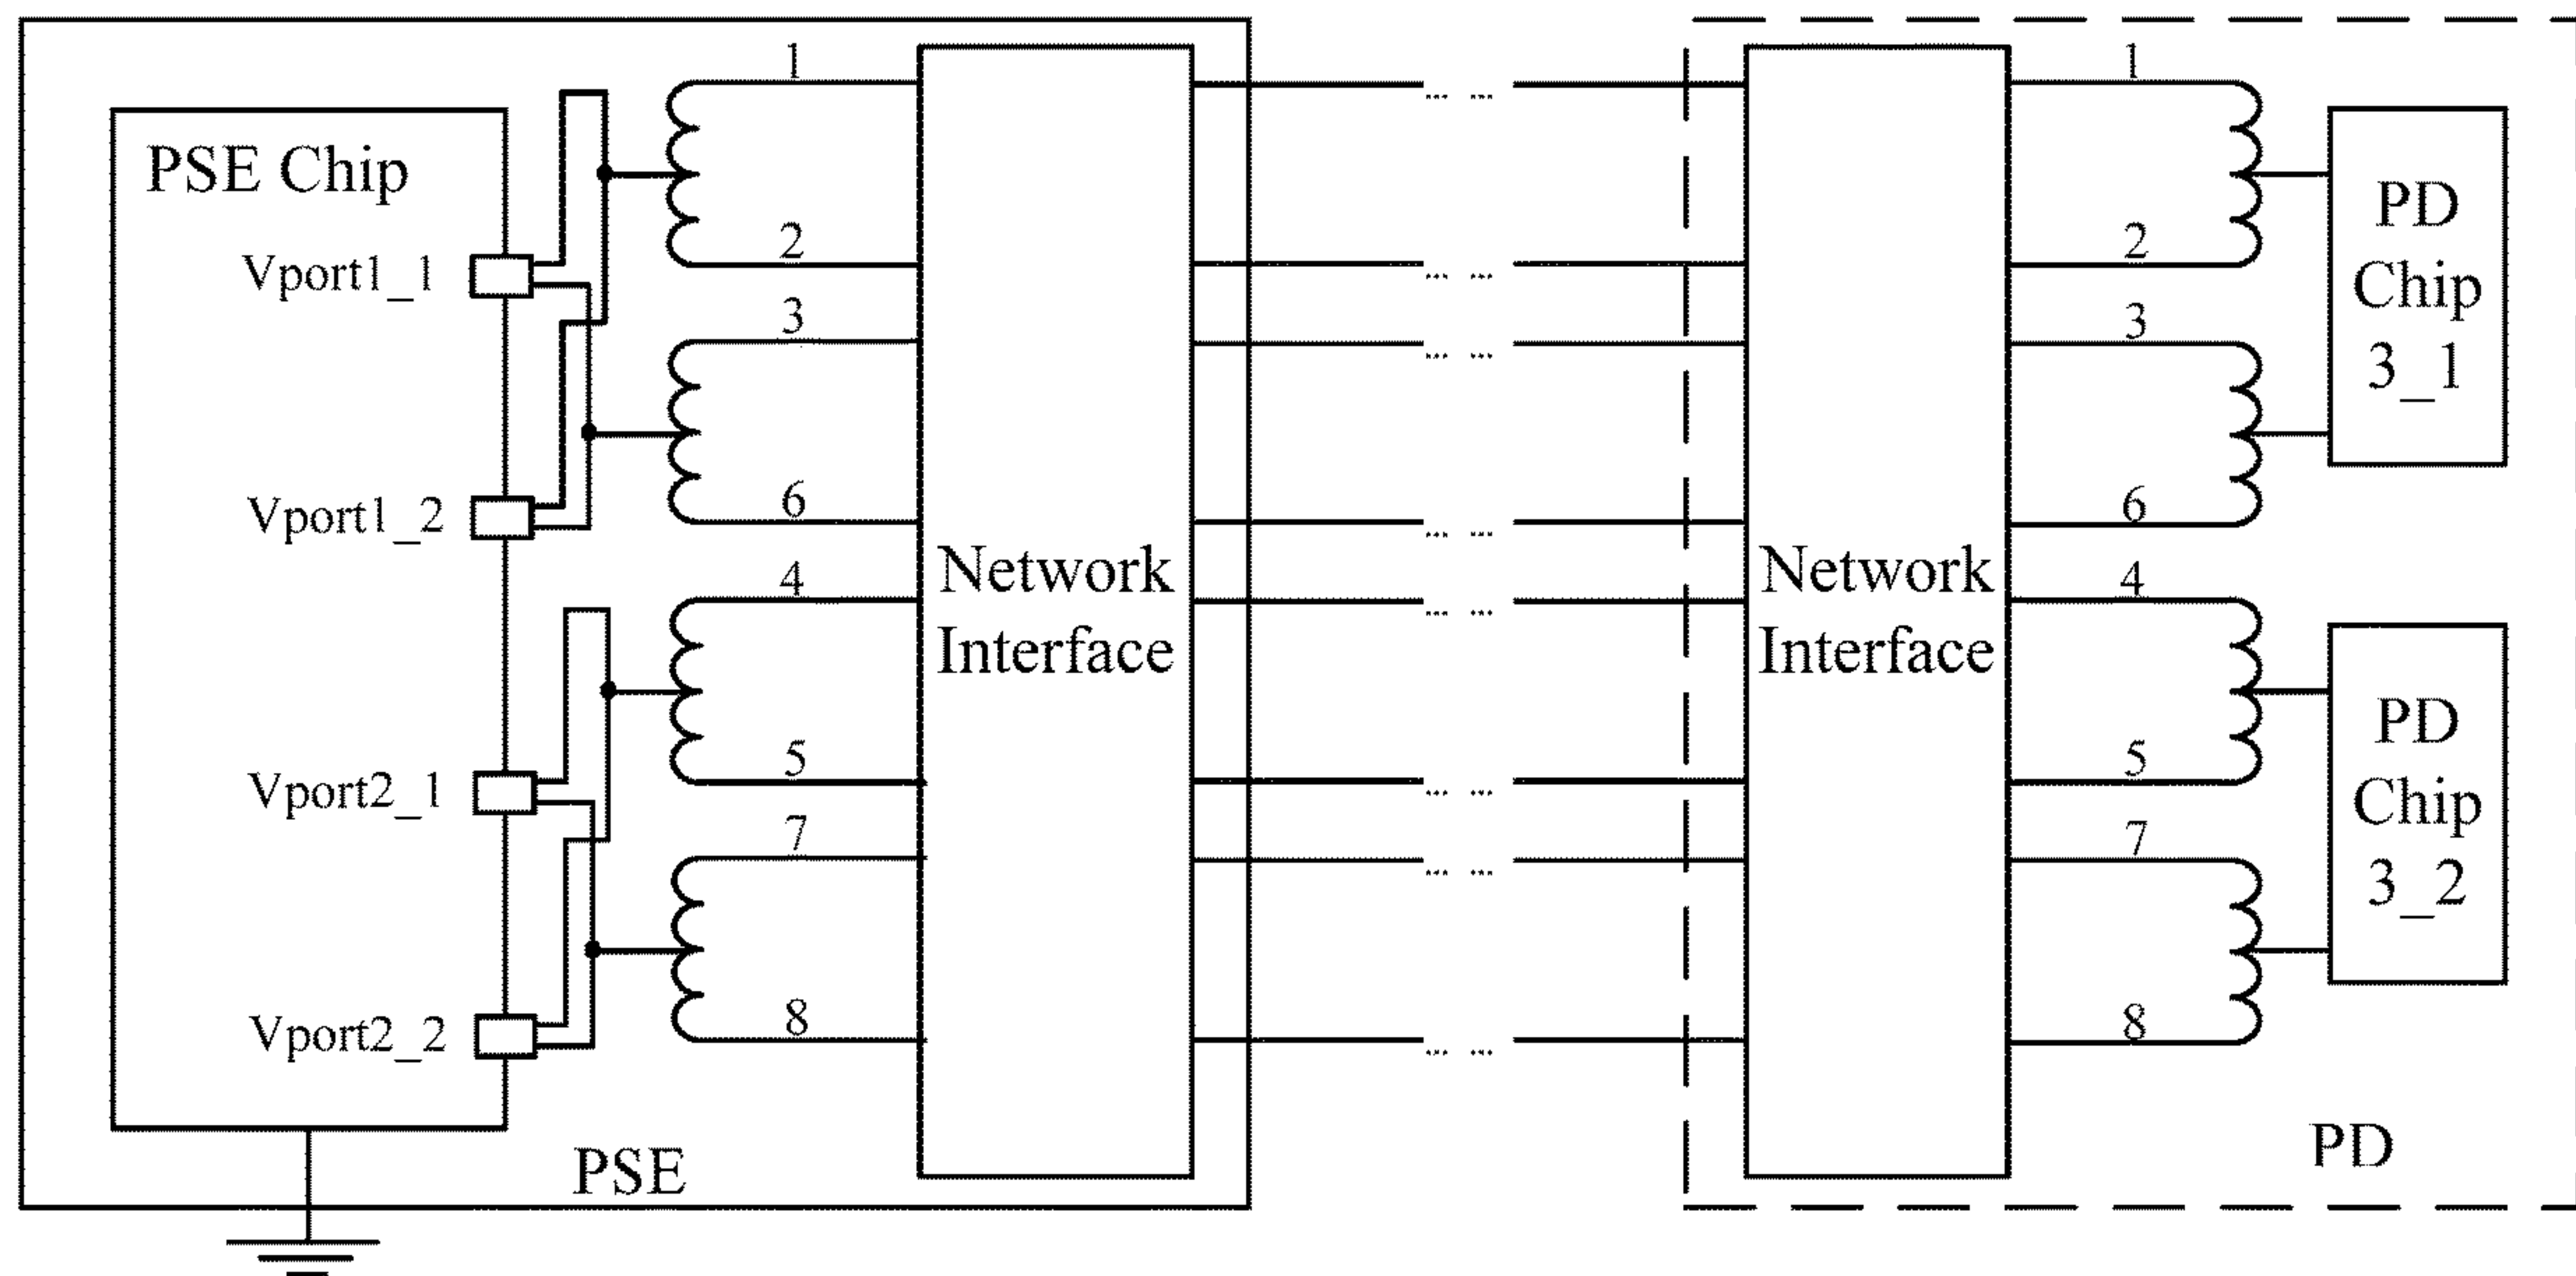 PSE Chip
Vport1_1
Vport1_2
Vport2_1
Vport2_2
1
2
3
6
4
5
7
8
PSE
Network
Interface
... ...
... ...
... ...
... ...
... ...
... ...
... ...
... ...
Network
Interface
1
2
3
6
4
5
7
8
PD
Chip
3_1
PD
Chip
3_2
PD